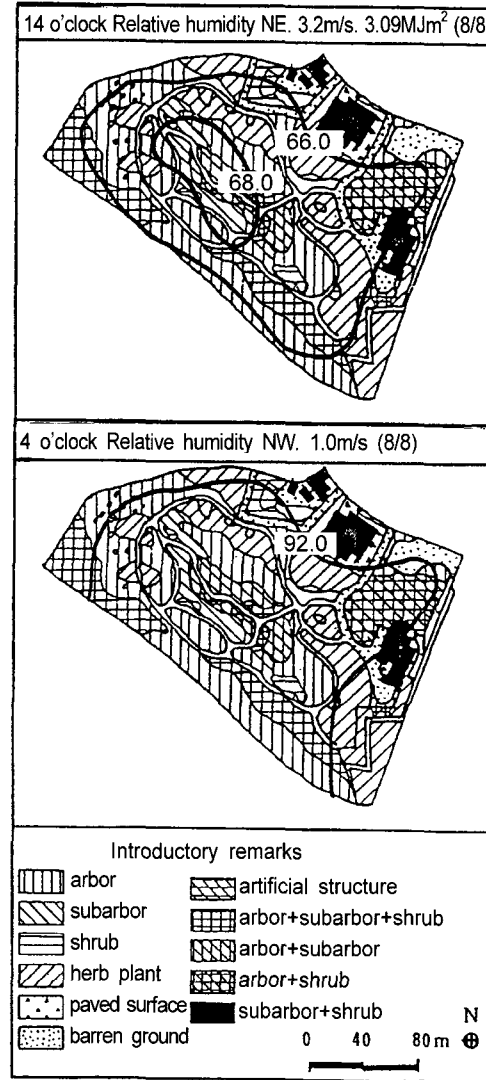 14 o'clock Relative humidity NE. 3.2m/s. 3.09MJm² (8/8
66.0
68.0
4 o'clock Relative humidity NW. 1.0m/s (8/8)
92.0
Introductory remarks
arbor
subarbor
shrub
herb plant
paved surface
barren ground
artificial structure
arbor+subarbor+shrub
arbor+subarbor
arbor+shrub
subarbor+shrub
N
0 40 80 m